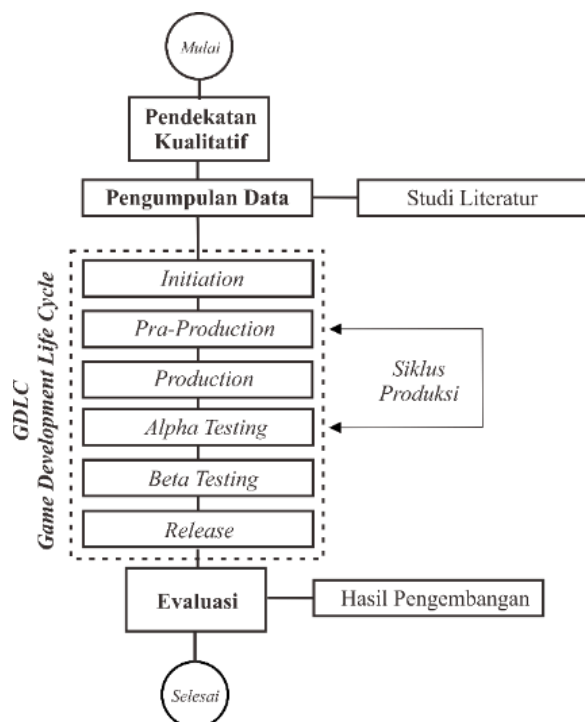 Mulai
Pendekatan
Kualitatif
Pengumpulan Data
Studi Literatur
GDLC
Game Development Life Cycle
Initiation
Pra-Production
Production
Alpha Testing
Beta Testing
Release
Siklus
Produksi
Evaluasi
Hasil Pengembangan
Selesai